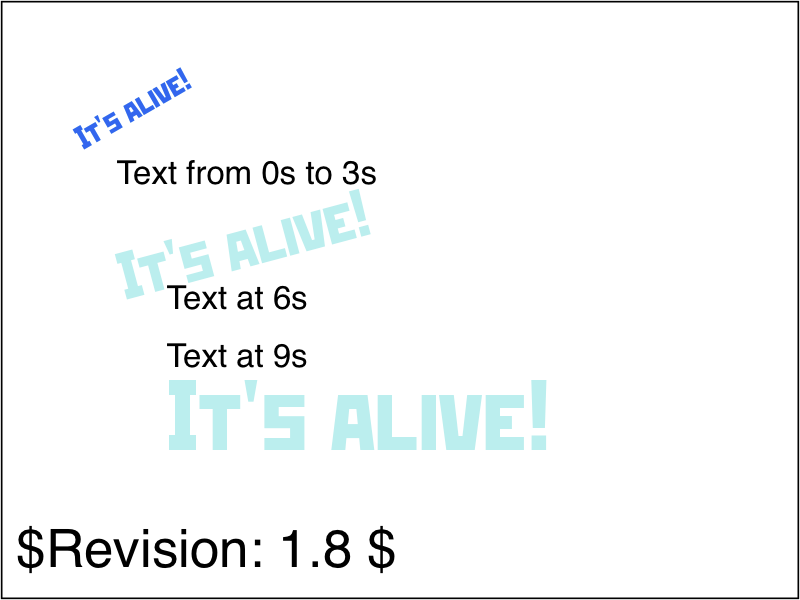 It's alive!
Text from 0s to 3s
It's alive!
Text at 6s
Text at 9s
It's alive!
$Revision: 1.8 $